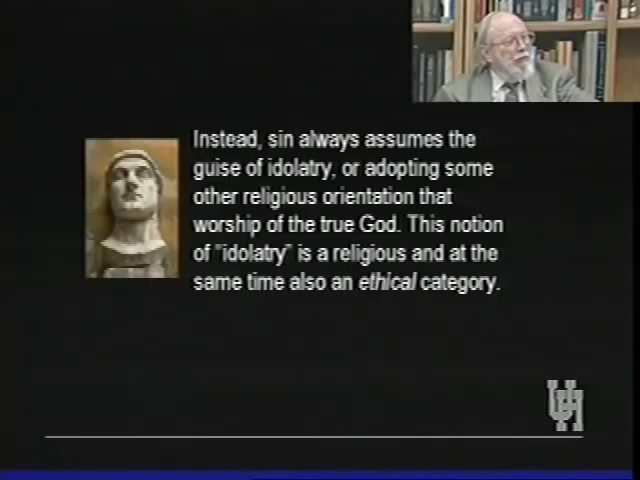 Instead, sin always assumes the
guise of idolatry, or adopting some
other religious orientation that
worship of the true God. This notion
of "idolatry" is a religious and at the
same time also an ethical category.
UH